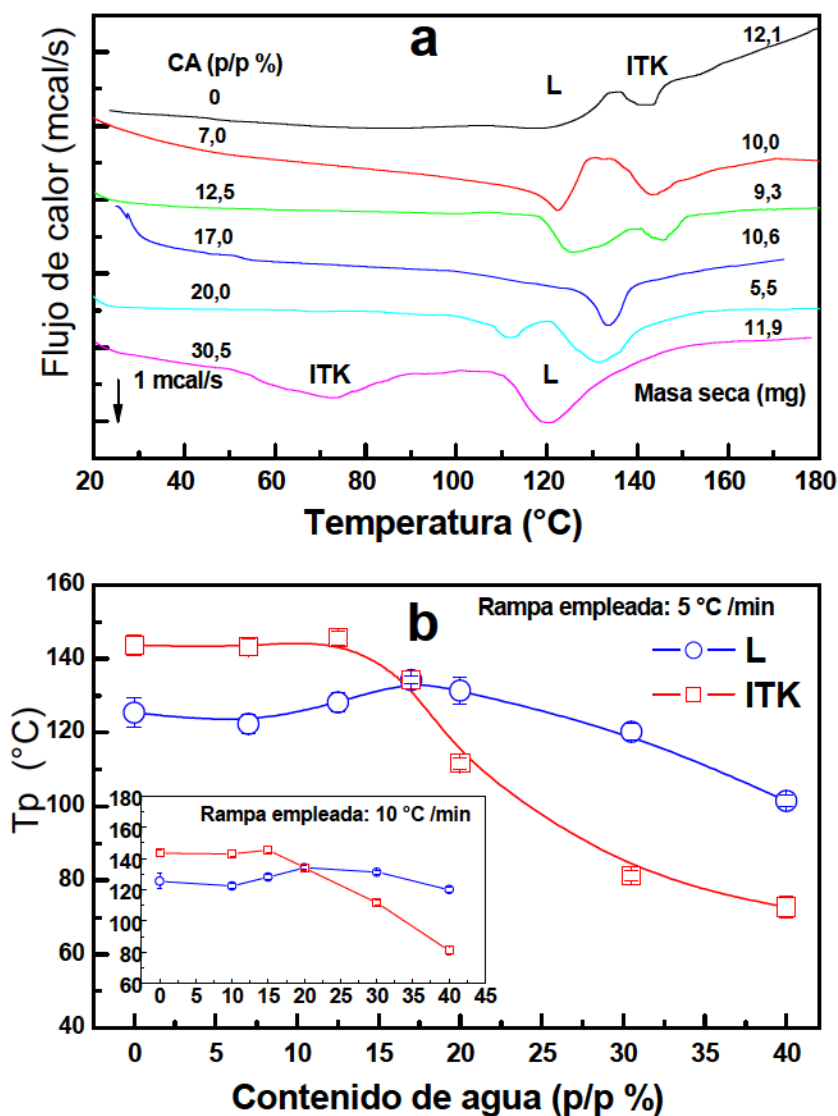 a
CA (p/p %)
L
ITK
12,1
0
7,0
10,0
12,5
9,3
17,0
10,6
20,0
5,5
30,5
11,9
ITK
L
1 mcal/s
Masa seca (mg)
Flujo de calor (mcal/s)
20 40 60 80 100 120 140 160 180
Temperatura (°C)
b
Rampa empleada: 5 °C /min
L
ITK
160
140
120
100
80
60
40
Tp (°C)
Rampa empleada: 10 °C /min
180
160
140
120
100
80
60
0 5 10 15 20 25 30 35 40 45
0 5 10 15 20 25 30 35 40
Contenido de agua (p/p %)